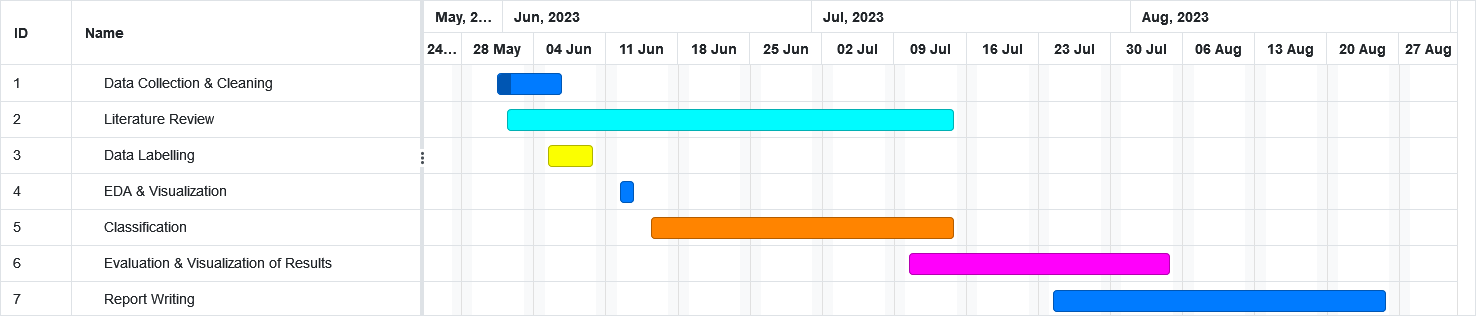 ID Name May, 2... Jun, 2023 Jul, 2023 Aug, 2023
24... 28 May 04 Jun 11 Jun 18 Jun 25 Jun 02 Jul 09 Jul 16 Jul 23 Jul 30 Jul 06 Aug 13 Aug 20 Aug 27 Aug
1 Data Collection & Cleaning
2 Literature Review
3 Data Labelling
4 EDA & Visualization
5 Classification
6 Evaluation & Visualization of Results
7 Report Writing